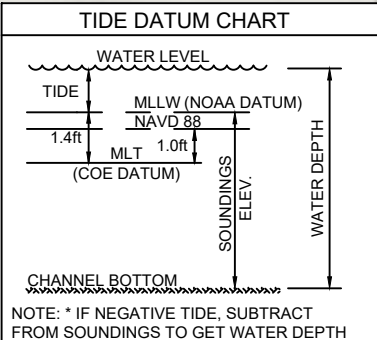 TIDE DATUM CHART
WATER LEVEL
TIDE
MLLW (NOAA DATUM)
NAVD 88
1.4ft
1.0ft
MLT
(COE DATUM)
SOUNDINGS
ELEV.
WATER DEPTH
CHANNEL BOTTOM
NOTE: * IF NEGATIVE TIDE, SUBTRACT
FROM SOUNDINGS TO GET WATER DEPTH